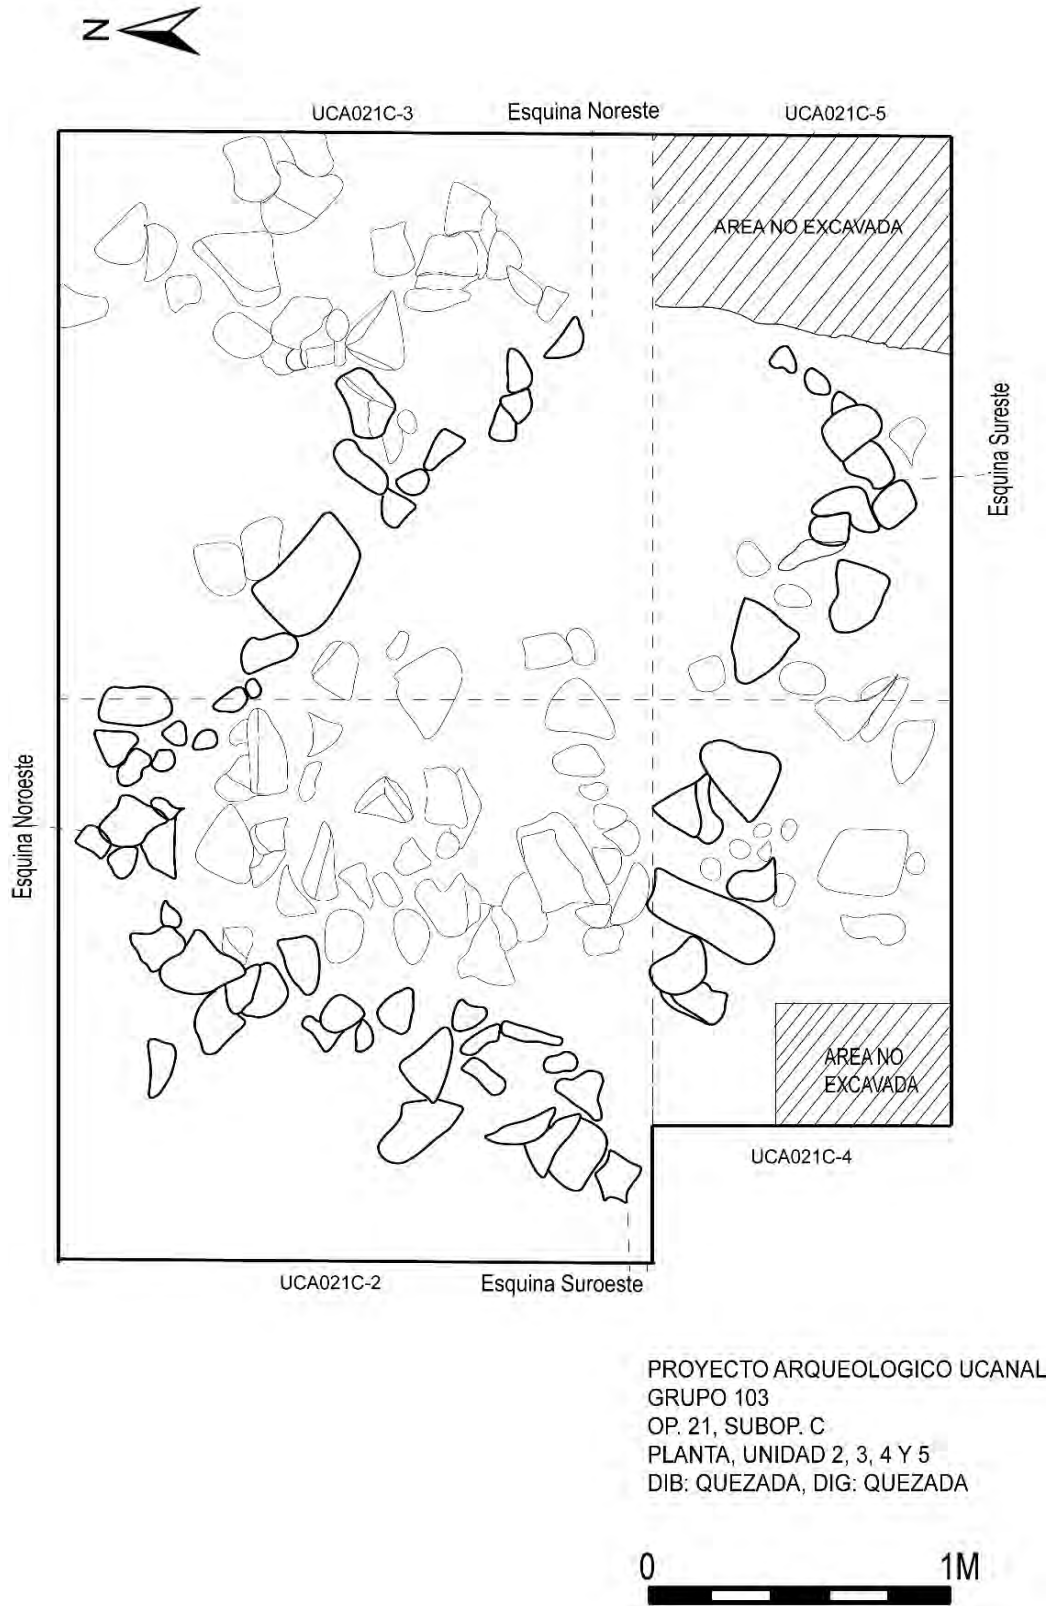 N
UCA021C-3
Esquina Noreste
UCA021C-5
AREA NO EXCAVADA
Esquina Sureste
Esquina Noroeste
AREA NO
EXCAVADA
UCA021C-4
UCA021C-2
Esquina Suroeste
PROYECTO ARQUEOLOGICO UCANAL
GRUPO 103
OP. 21, SUBOP. C
PLANTA, UNIDAD 2, 3, 4 Y 5
DIB: QUEZADA, DIG: QUEZADA
0 1M